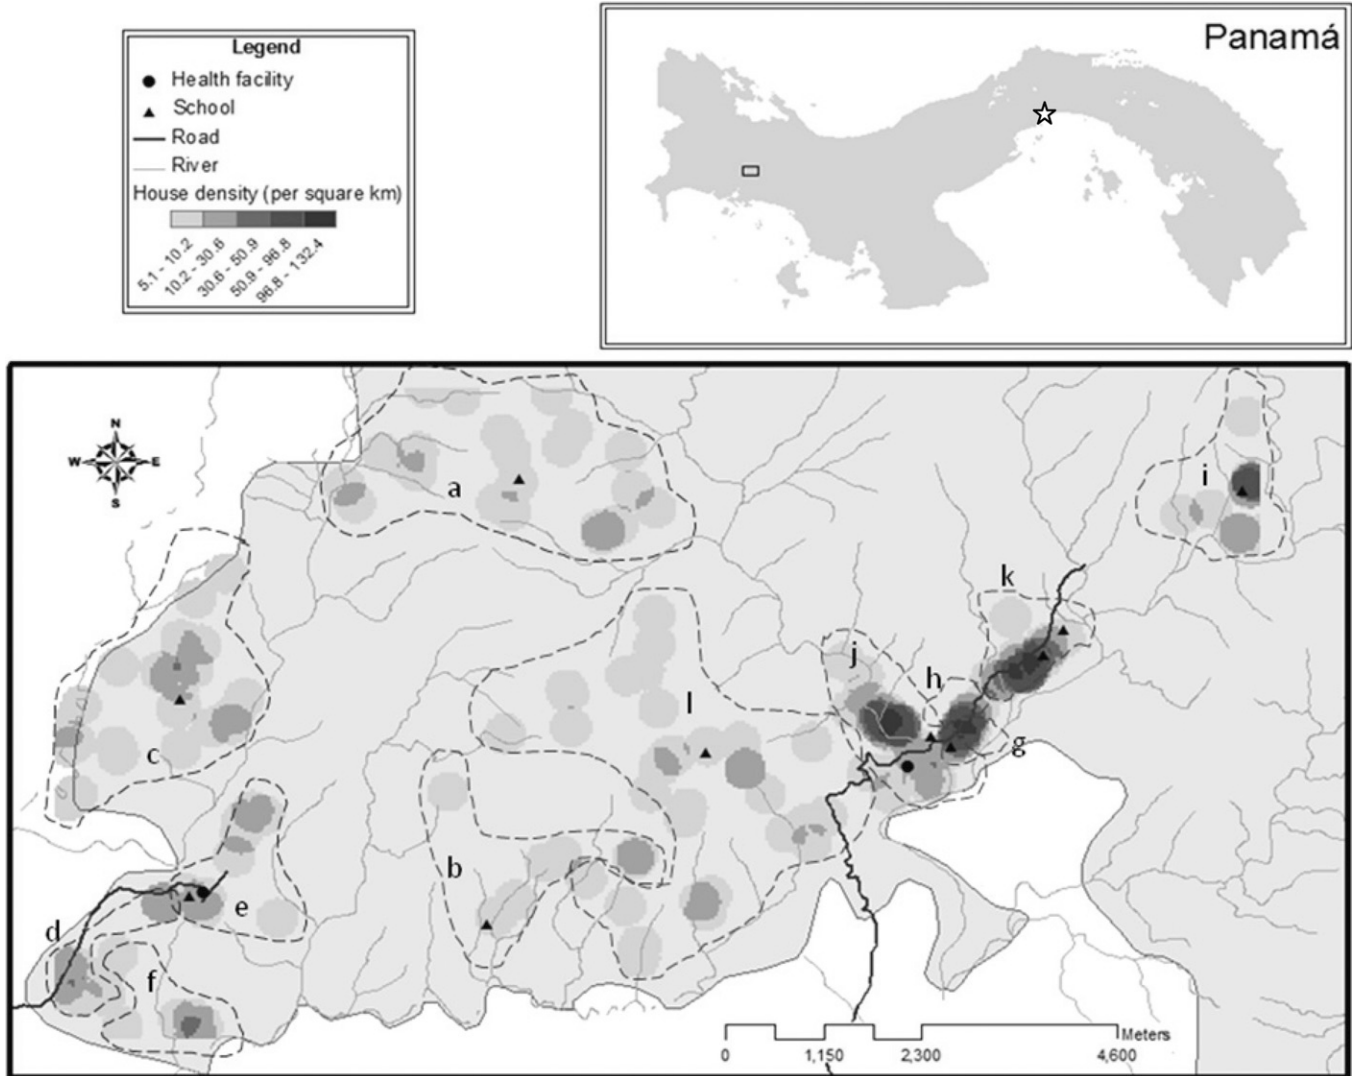 Legend
Health facility
School
Road
River
House density (per square km)
5.1 - 10.2
10.2 - 30.6
30.6 - 50.9
50.9 - 96.8
96.8 - 132.4
Panamá
N
W E
S
a
i
k
j
h
l
g
c
b
e
d
f
Meters
0 1,150 2,300 4,600